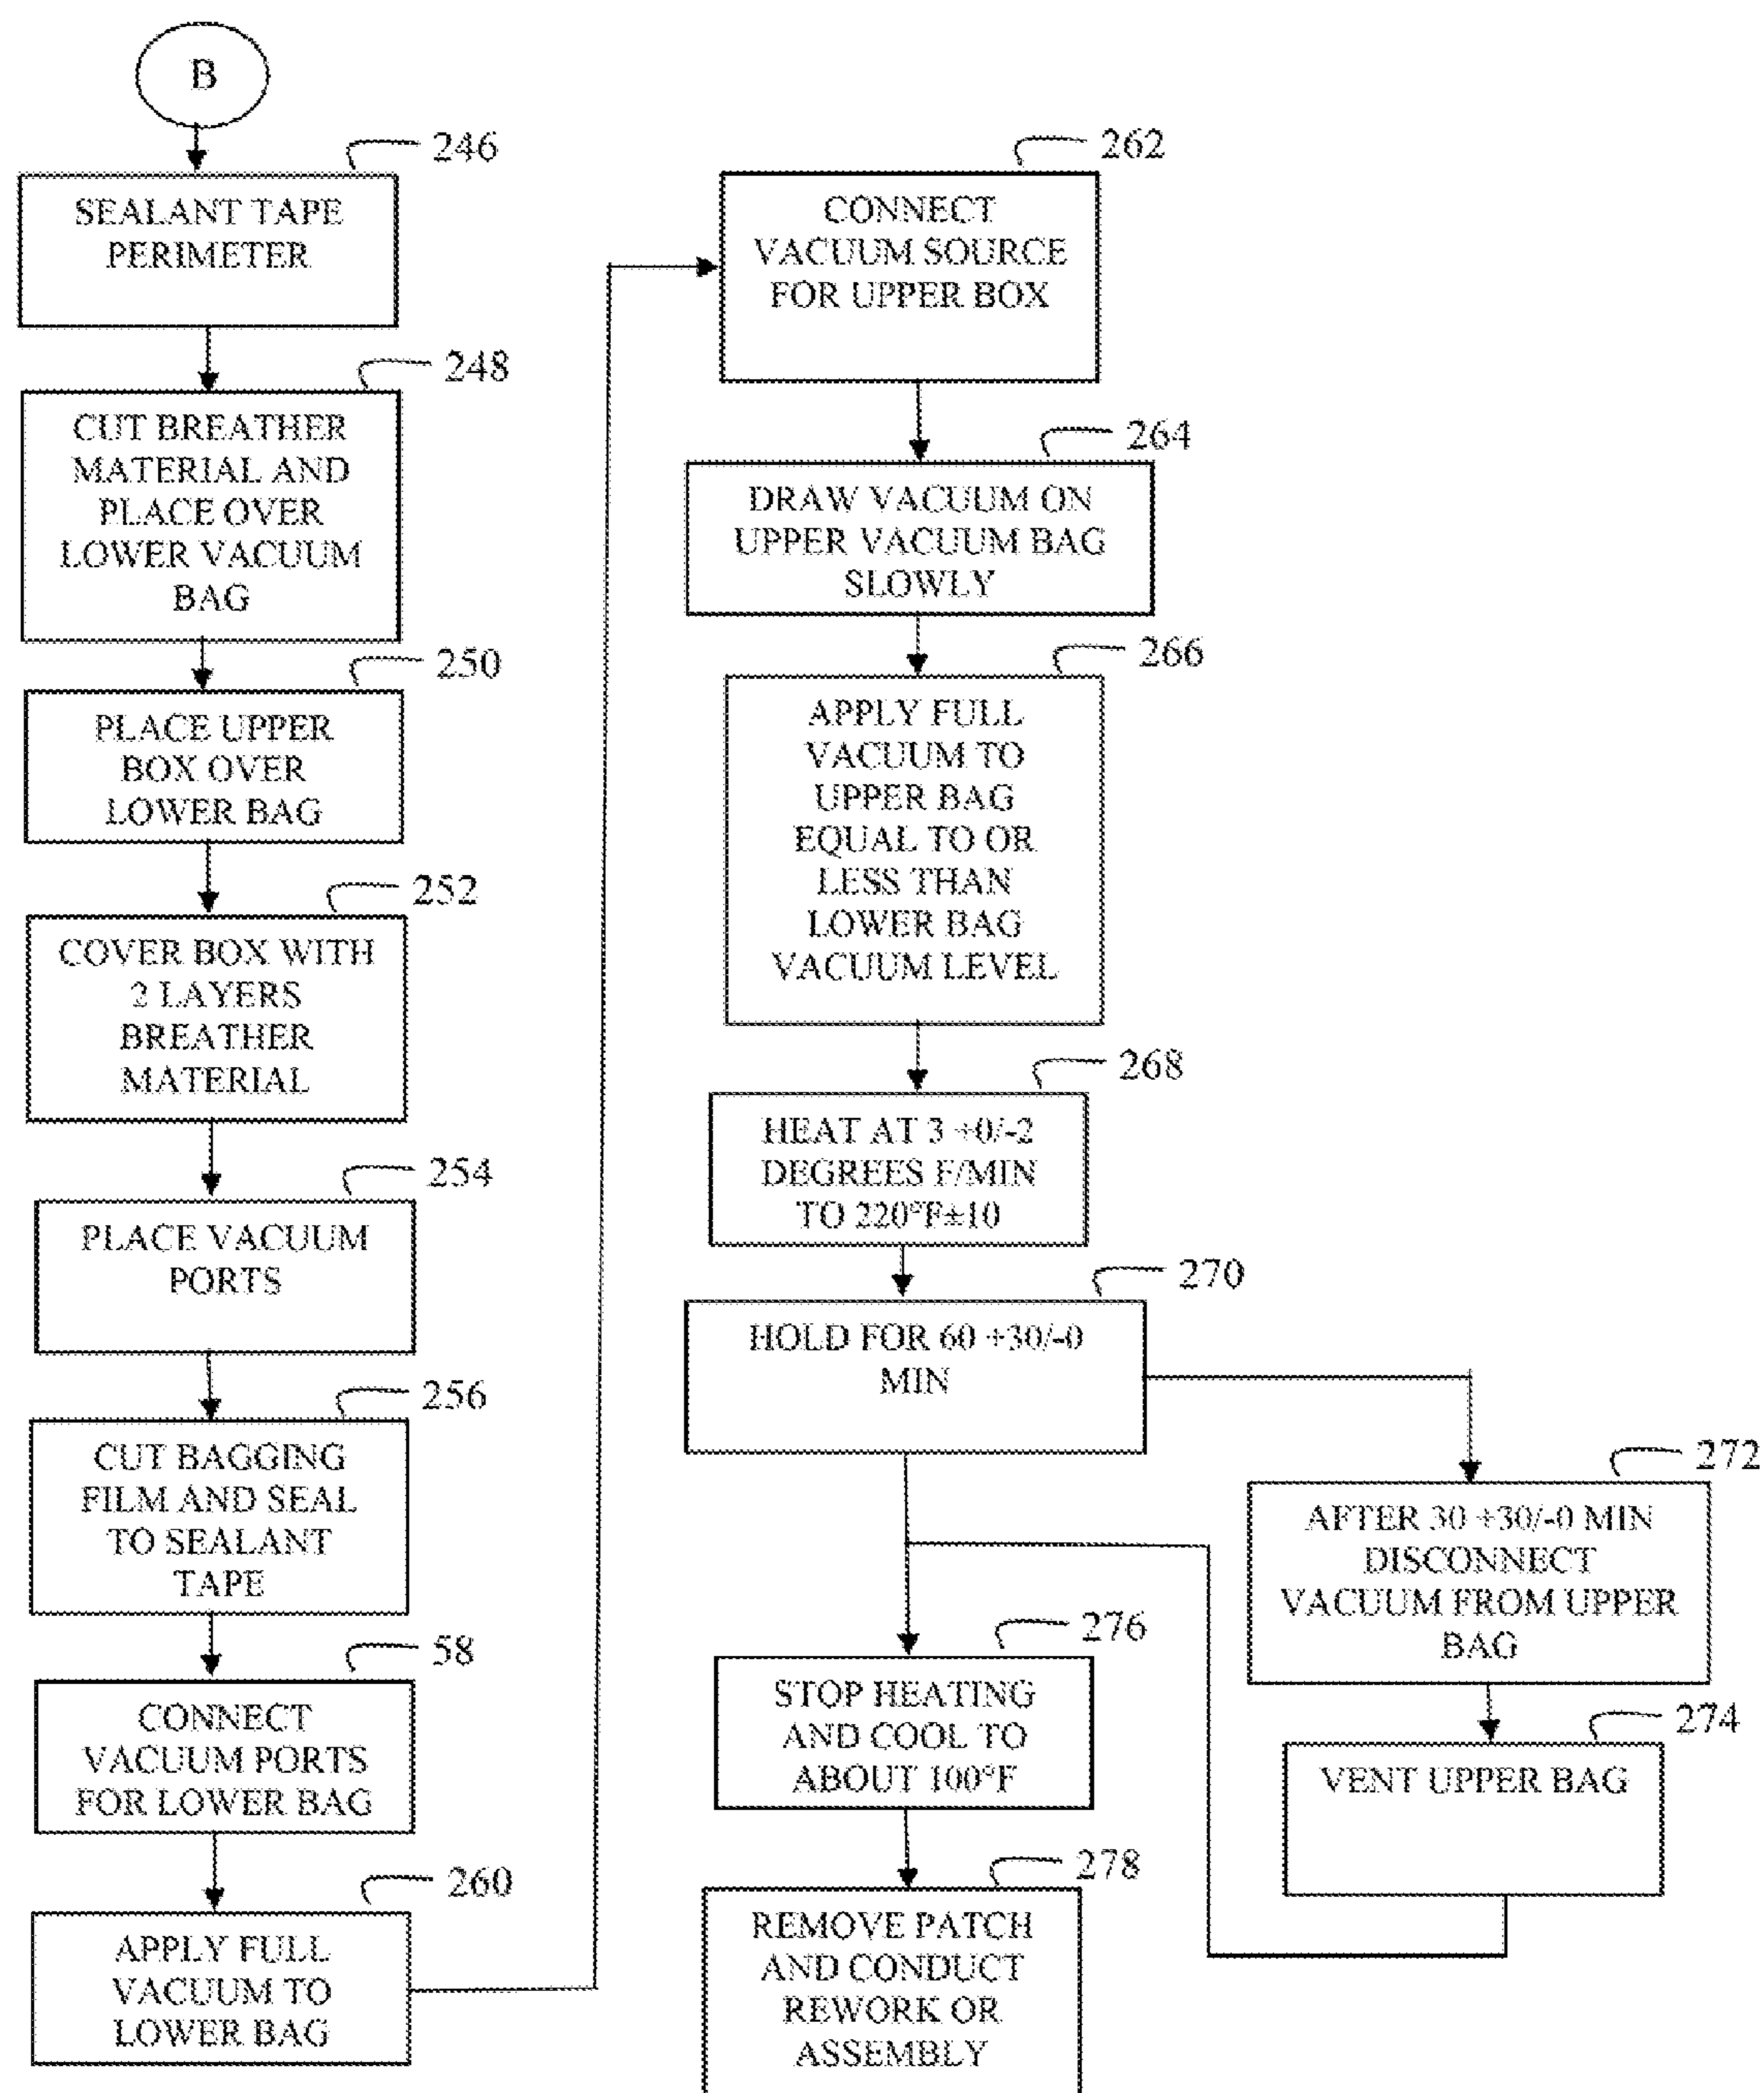 B
246
SEALANT TAPE
PERIMETER
248
CUT BREATHER
MATERIAL AND
PLACE OVER
LOWER VACUUM
BAG
250
PLACE UPPER
BOX OVER
LOWER BAG
252
COVER BOX WITH
2 LAYERS
BREATHER
MATERIAL
254
PLACE VACUUM
PORTS
256
CUT BAGGING
FILM AND SEAL
TO SEALANT
TAPE
58
CONNECT
VACUUM PORTS
FOR LOWER BAG
260
APPLY FULL
VACUUM TO
LOWER BAG
262
CONNECT
VACUUM SOURCE
FOR UPPER BOX
264
DRAW VACUUM ON
UPPER VACUUM BAG
SLOWLY
266
APPLY FULL
VACUUM TO
UPPER BAG
EQUAL TO OR
LESS THAN
LOWER BAG
VACUUM LEVEL
268
HEAT AT 3 +0/-2
DEGREES F/MIN
TO 220°F±10
270
HOLD FOR 60 +30/-0
MIN
272
AFTER 30 +30/-0 MIN
DISCONNECT
VACUUM FROM UPPER
BAG
274
VENT UPPER BAG
276
STOP HEATING
AND COOL TO
ABOUT 100°F
278
REMOVE PATCH
AND CONDUCT
REWORK OR
ASSEMBLY